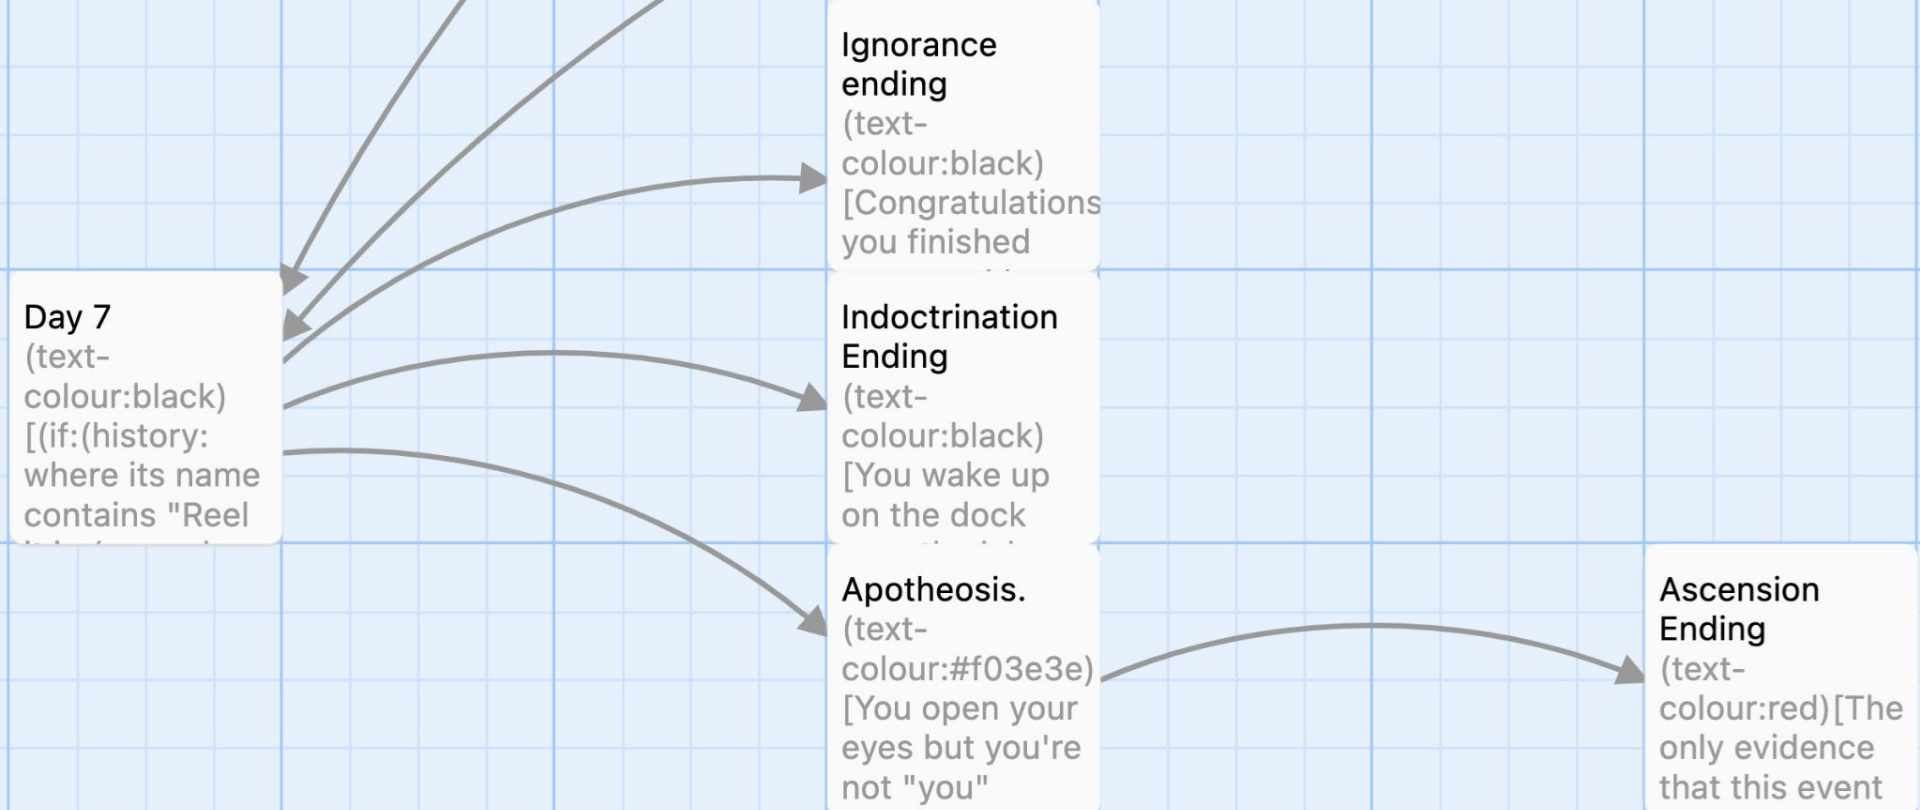 Ignorance
ending
(text-
colour:black)
[Congratulations
you finished
Day 7
(text-
colour:black)
[(if:(history:
where its name
contains "Reel
Indoctrination
Ending
(text-
colour:black)
[You wake up
on the dock
Apotheosis.
(text-
colour:#f03e3e)
[You open your
eyes but you're
not "you"
Ascension
Ending
(text-
colour:red)[The
only evidence
that this event